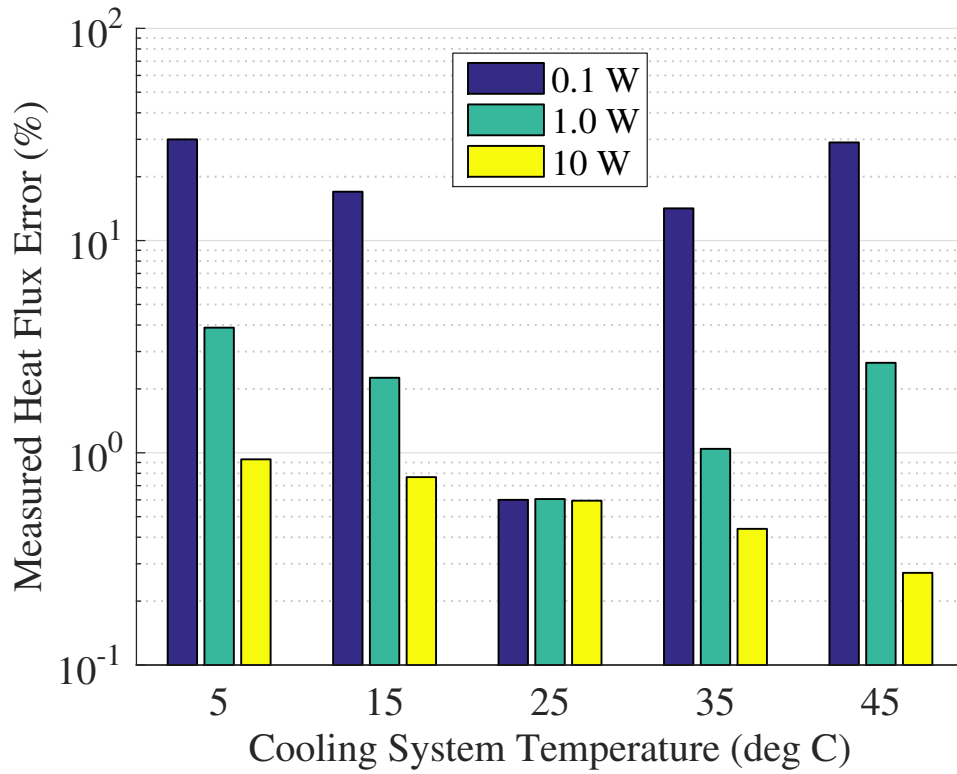 10^2
10^1
10^0
10^-1
Measured Heat Flux Error (%)
0.1 W
1.0 W
10 W
5 15 25 35 45
Cooling System Temperature (deg C)